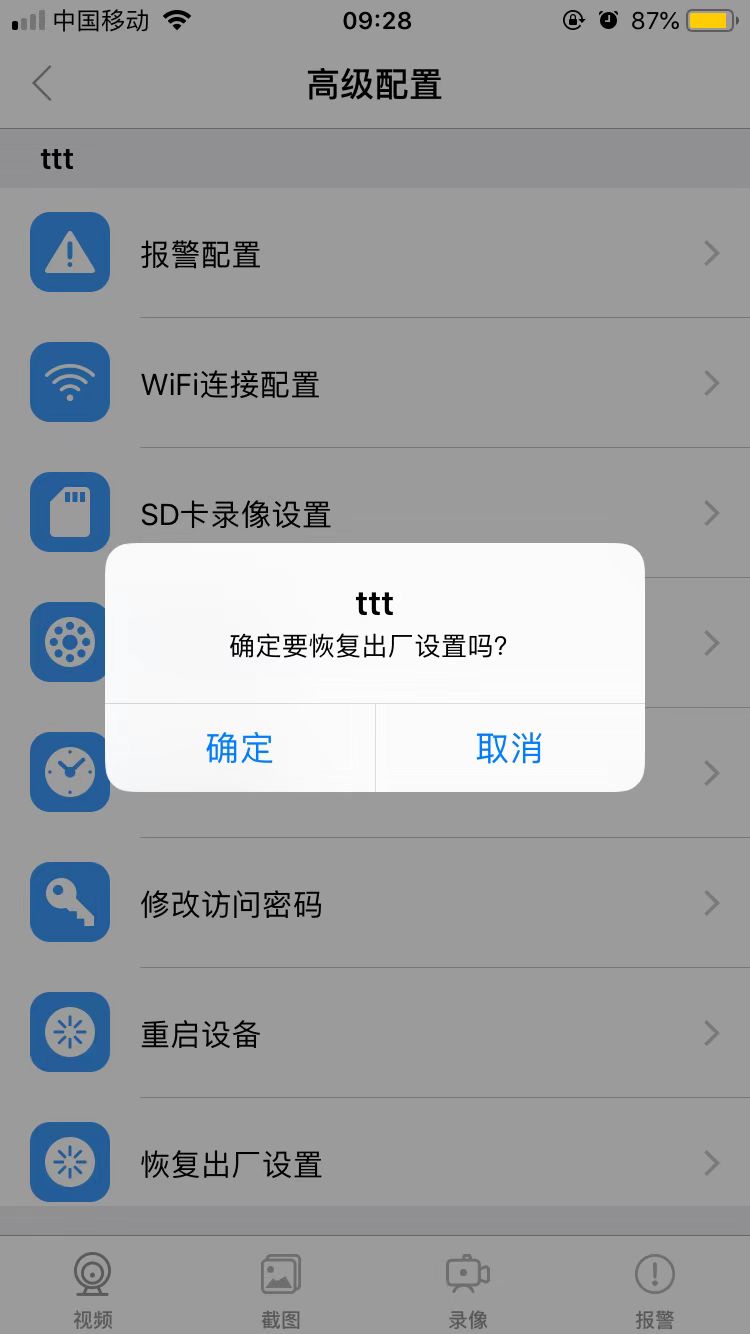 中国移动 09:28 87%
高级配置
ttt
报警配置
WiFi连接配置
SD卡录像设置
ttt
确定要恢复出厂设置吗?
确定 取消
修改访问密码
重启设备
恢复出厂设置
视频 截图 录像 报警